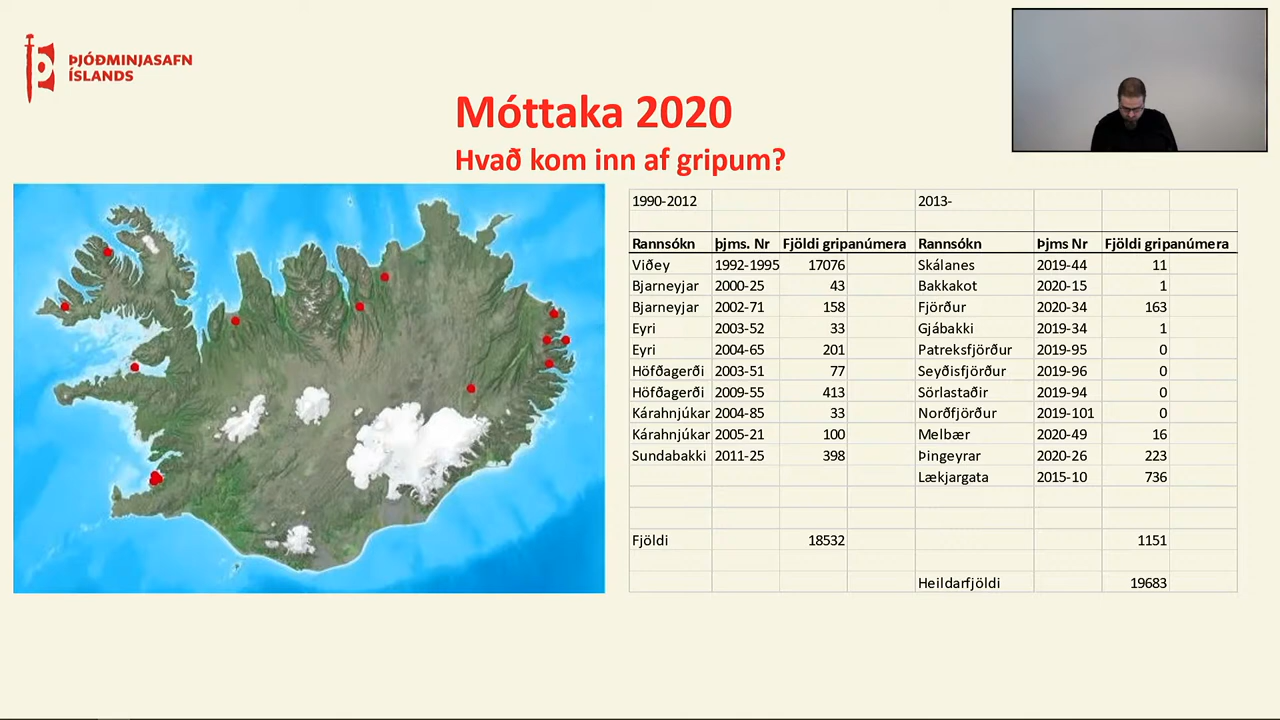 ÞJÓÐMINJASAFN
ÍSLANDS
Móttaka 2020
Hvað kom inn af gripum?
1990-2012 2013-
Rannsókn þjms. Nr Fjöldi gripanúmera Rannsókn Þjms Nr Fjöldi gripanúmera
Viðey 1992-1995 17076 Skálanes 2019-44 11
Bjarneyjar 2000-25 43 Bakkakot 2020-15 1
Bjarneyjar 2002-71 158 Fjörður 2020-34 163
Eyri 2003-52 33 Gjábakki 2019-34 1
Eyri 2004-65 201 Patreksfjörður 2019-95 0
Höfðagerði 2003-51 77 Seyðisfjörður 2019-96 0
Höfðagerði 2009-55 413 Sörlastaðir 2019-94 0
Kárahnjúkar 2004-85 33 Norðfjörður 2019-101 0
Kárahnjúkar 2005-21 100 Melbær 2020-49 16
Sundabakki 2011-25 398 Þingeyrar 2020-26 223
Lækjargata 2015-10 736
Fjöldi 18532 1151
Heildarfjöldi 19683